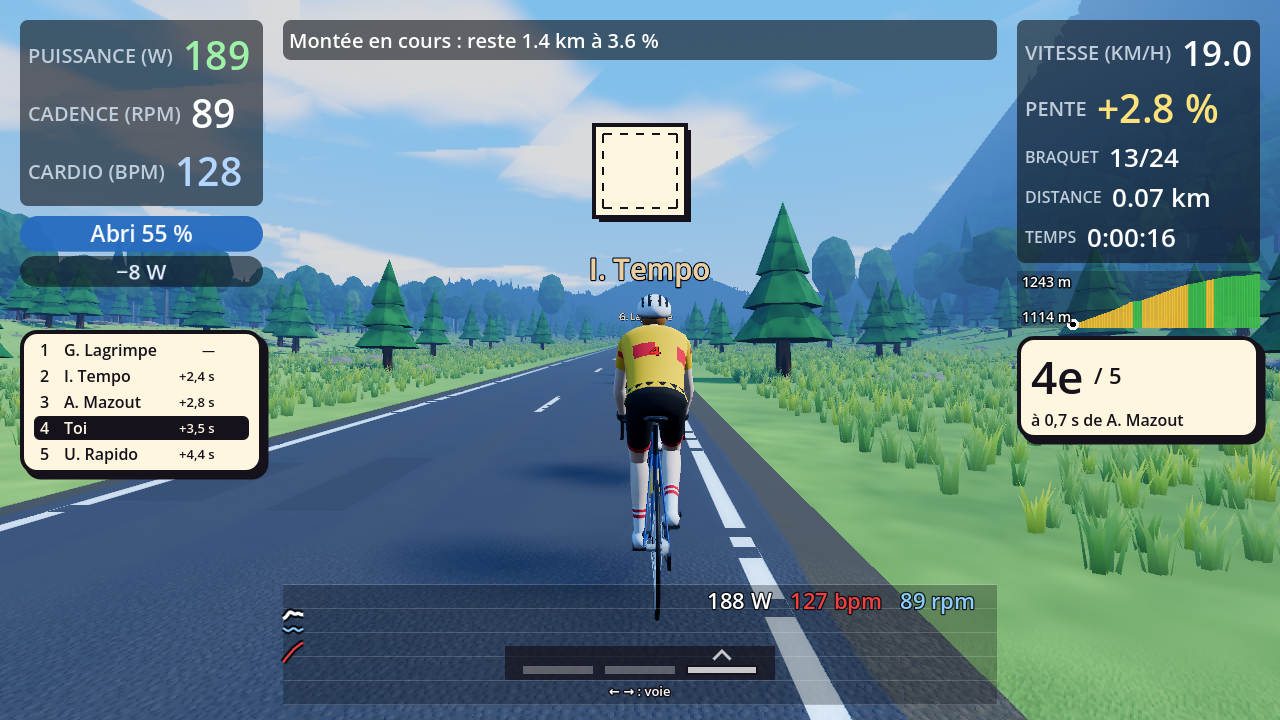 PUISSANCE (W) 189
CADENCE (RPM) 89
CARDIO (BPM) 128
Abri 55 %
−8 W
1 G. Lagrimpe —
2 I. Tempo +2,4 s
3 A. Mazout +2,8 s
4 Toi +3,5 s
5 U. Rapido +4,4 s
Montée en cours : reste 1.4 km à 3.6 %
I. Tempo
4
VITESSE (KM/H) 19.0
PENTE +2.8 %
BRAQUET 13/24
DISTANCE 0.07 km
TEMPS 0:00:16
1243 m
1114 m
4e / 5
à 0,7 s de A. Mazout
188 W 127 bpm 89 rpm
← → : voie